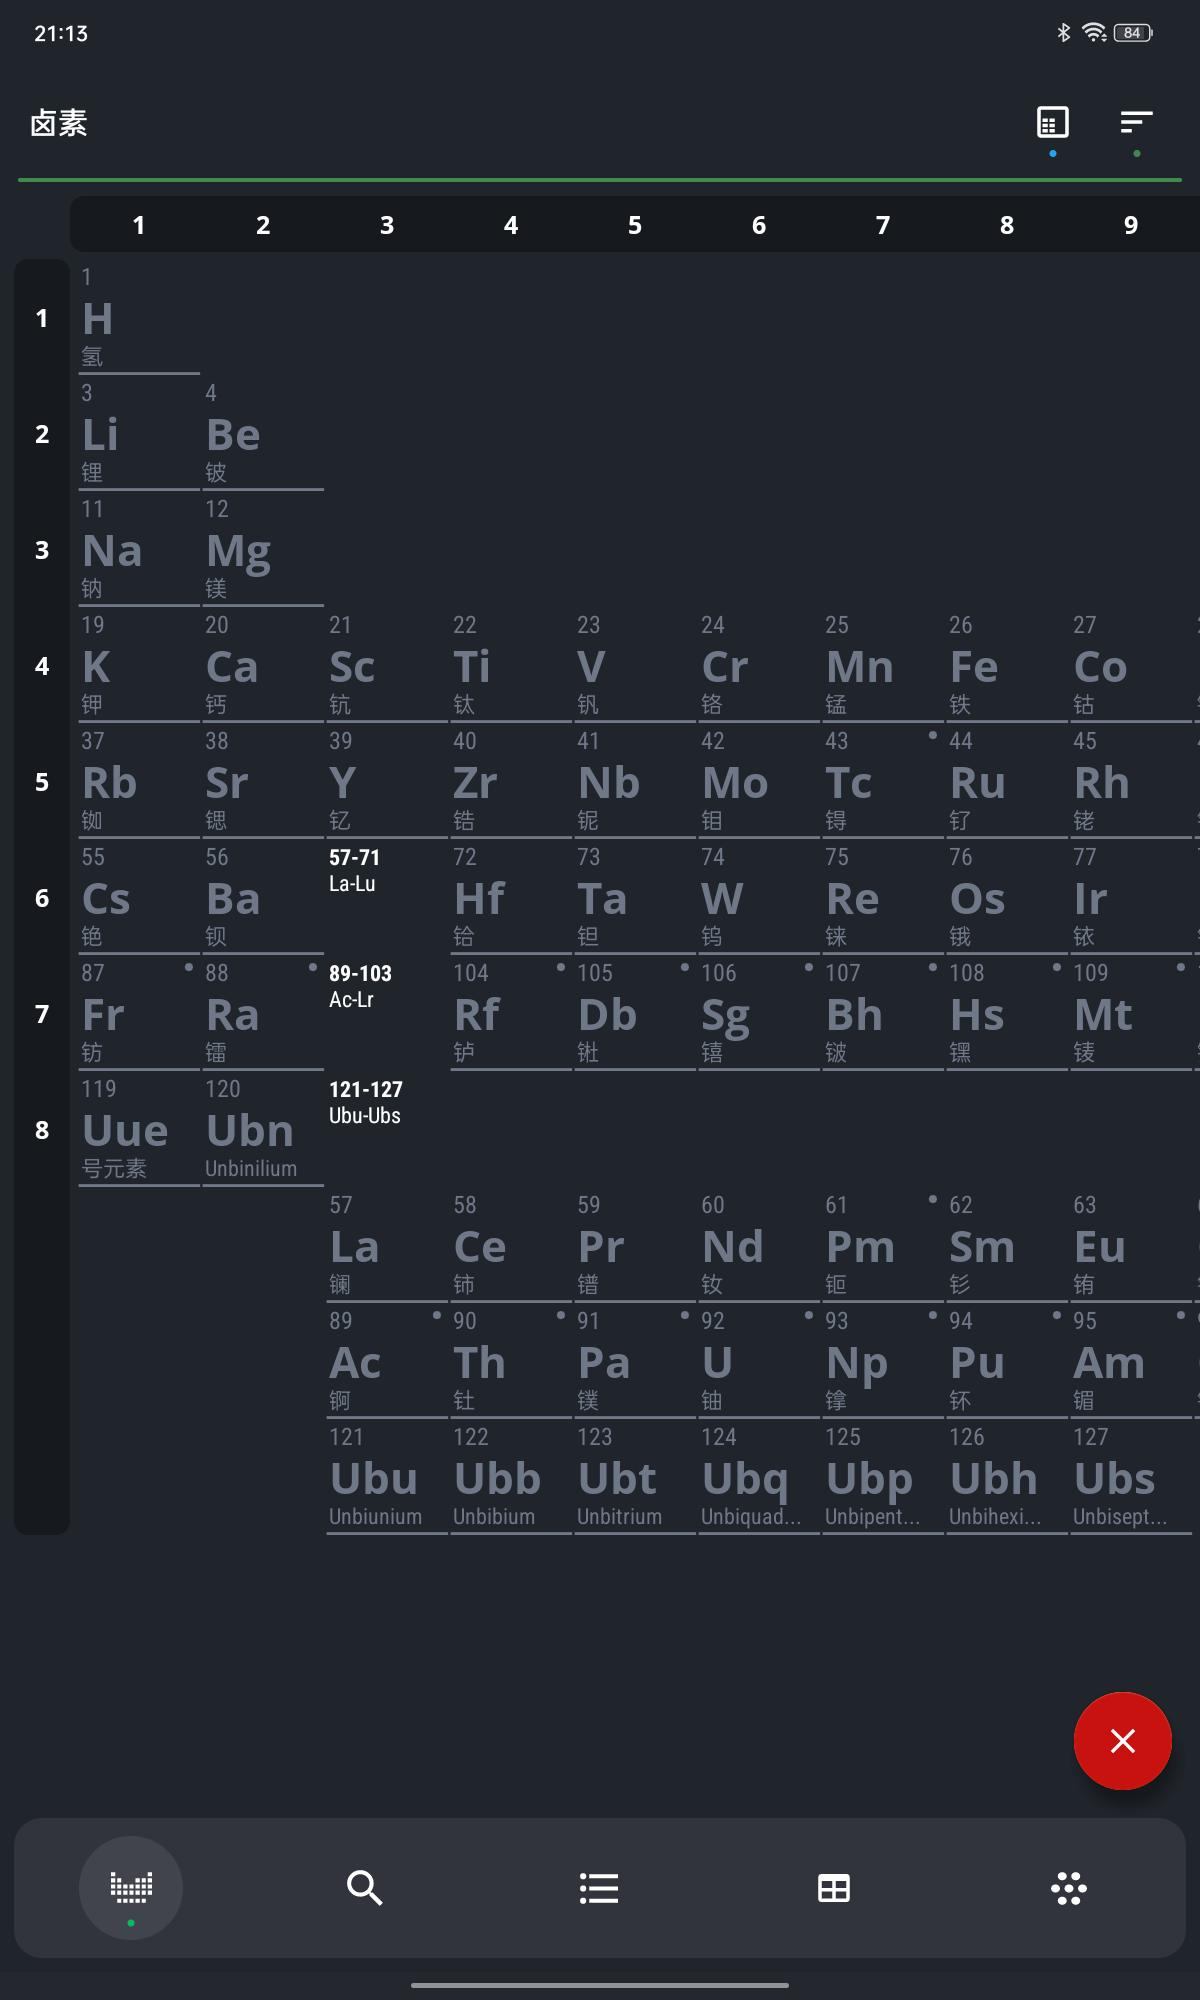 21:13
84
卤素
1 2 3 4 5 6 7 8 9
1
1
H
氢
2
3 4
Li Be
锂 铍
3
11 12
Na Mg
钠 镁
4
19 20 21 22 23 24 25 26 27
K Ca Sc Ti V Cr Mn Fe Co
钾 钙 钪 钛 钒 铬 锰 铁 钴
5
37 38 39 40 41 42 43 44 45
Rb Sr Y Zr Nb Mo Tc Ru Rh
铷 锶 钇 锆 铌 钼 锝 钌 铑
6
55 56 57-71 72 73 74 75 76 77
Cs Ba La-Lu Hf Ta W Re Os Ir
铯 钡 铪 钽 钨 铼 锇 铱
7
87 88 89-103 104 105 106 107 108 109
Fr Ra Ac-Lr Rf Db Sg Bh Hs Mt
钫 镭 𬬻 𬭊 𬭳 𬭛 𬭶 鿏
8
119 120 121-127
Uue Ubn Ubu-Ubs
号元素 Unbinilium
57 58 59 60 61 62 63
La Ce Pr Nd Pm Sm Eu
镧 铈 镨 钕 钷 钐 铕
89 90 91 92 93 94 95
Ac Th Pa U Np Pu Am
锕 钍 镤 铀 镎 钚 镅
121 122 123 124 125 126 127
Ubu Ubb Ubt Ubq Ubp Ubh Ubs
Unbiunium Unbibium Unbitrium Unbiquad... Unbipent... Unbihexi... Unbisept...